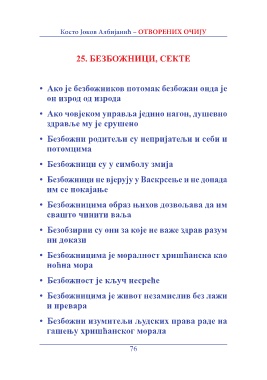 Косто Јоков Албијанић – ОТВОРЕНИХ ОЧИЈУ
25. БЕЗБОЖНИЦИ, СЕКТЕ
• Ако је безбожников потомак безбожан онда је
он изрод од изрода
• Ако човјеком управља једино нагон, душевно
здравље му је срушено
• Безбожни родитељи су непријатељи и себи и
потомцима
• Безбожници су у симболу змија
• Безбожници не вјерују у Васкрсење и не допада
им се покајање
• Безбожницима образ њихов дозвољава да им
свашто чинити ваља
• Безобзирни су они за које не важе здрав разум
ни докази
• Безбожницима је моралност хришћанска као
ноћна мора
• Безбожност је кључ несреће
• Безбожницима је живот незамислив без лажи
и превара
• Безбожни изумитељи људских права раде на
гашењу хришћанског морала
76